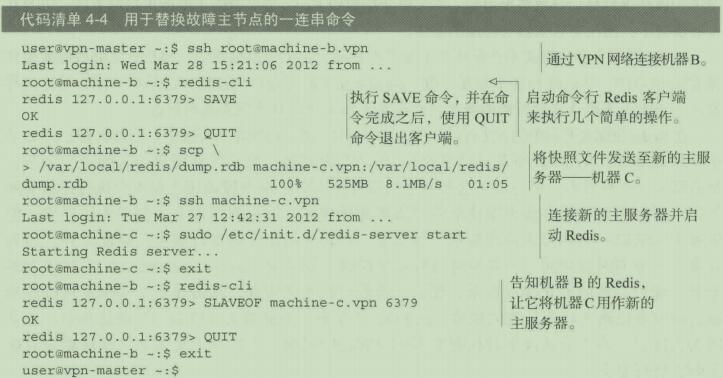 代码清单 4-4 用于替换故障主节点的一连串命令
user@vpn-master ~:$ ssh root@machine-b.vpn
Last login: Wed Mar 28 15:21:06 2012 from ...
通过 VPN 网络连接机器 B。
root@machine-b ~:$ redis-cli
redis 127.0.0.1:6379> SAVE
OK
redis 127.0.0.1:6379> QUIT
执行 SAVE 命令，并在命
令完成之后，使用 QUIT
命令退出客户端。
启动命令行 Redis 客户端
来执行几个简单的操作。
root@machine-b ~:$ scp \
> /var/local/redis/dump.rdb machine-c.vpn:/var/local/redis/
dump.rdb 100% 525MB 8.1MB/s 01:05
将快照文件发送至新的主服
务器——机器 C。
root@machine-b ~:$ ssh machine-c.vpn
Last login: Tue Mar 27 12:42:31 2012 from ...
root@machine-c ~:$ sudo /etc/init.d/redis-server start
Starting Redis server...
连接新的主服务器并启
动 Redis。
root@machine-c ~:$ exit
root@machine-b ~:$ redis-cli
redis 127.0.0.1:6379> SLAVEOF machine-c.vpn 6379
OK
redis 127.0.0.1:6379> QUIT
告知机器 B 的 Redis，
让它将机器 C 用作新的
主服务器。
root@machine-b ~:$ exit
user@vpn-master ~:$